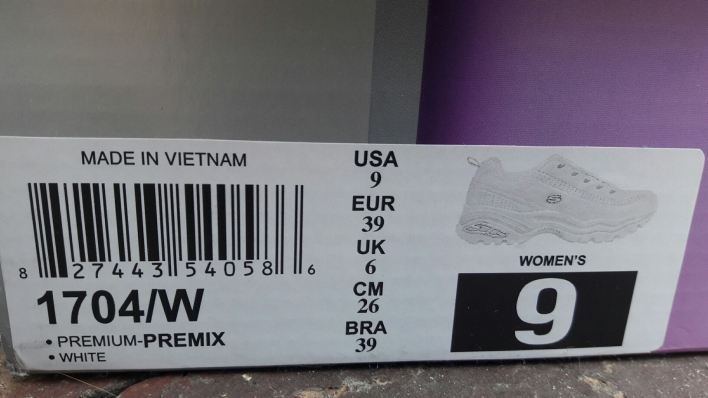 MADE IN VIETNAM
8 27443 54058 6
1704/W
• PREMIUM-PREMIX
• WHITE
USA
9
EUR
39
UK
6
CM
26
BRA
39
WOMEN'S
9